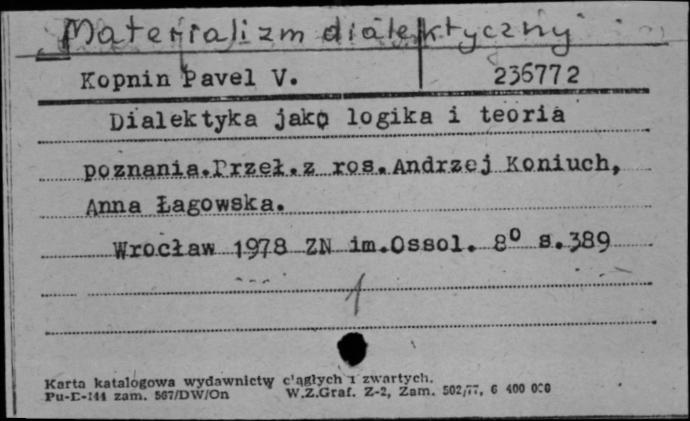 Materializm dialektyczny
Kopnin Pavel V. 236772
Dialektyka jako logika i teoria
poznania.Przeł.z ros.Andrzej Koniuch,
Anna Łagowska.
Wrocław 1978 ZN im.Ossol. 8° s.389
1
Karta katalogowa wydawnictw ciągłych i zwartych.
Pu-E-144 zam. 567/DW/On W.Z.Graf. Z-2, Zam. 502/77, 6 400 000